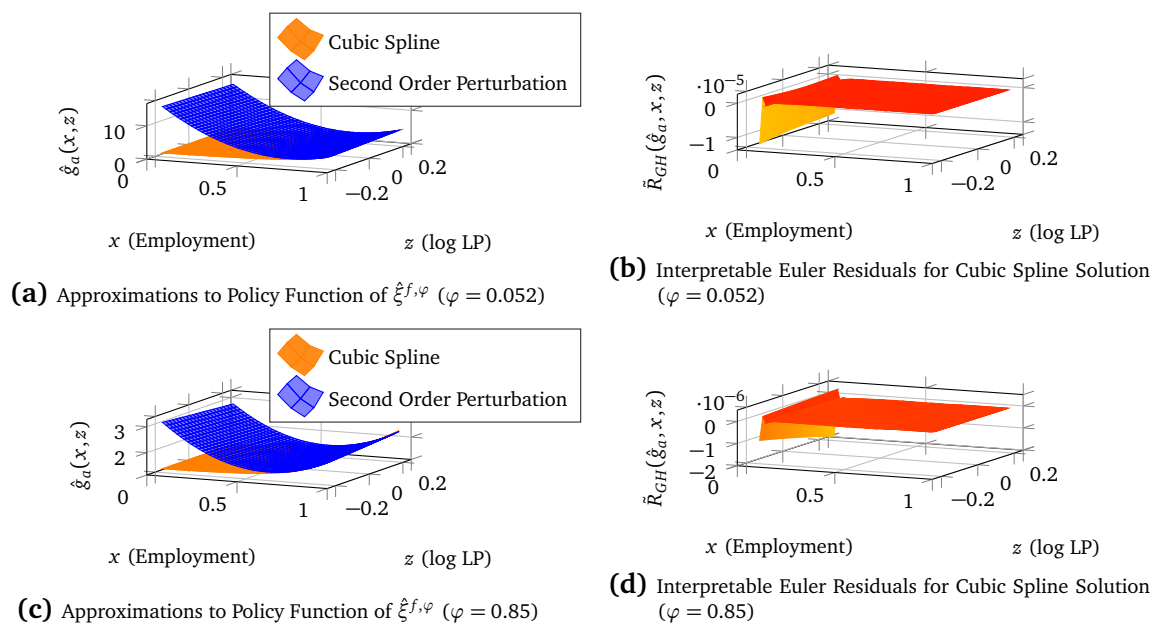 Cubic Spline
Second Order Perturbation
10
0
0
0.5
1
−0.2
0
0.2
ĝₐ(x, z)
x (Employment)
z (log LP)
(a) Approximations to Policy Function of ξ̂^{f,φ} (φ = 0.052)
·10⁻⁵
0
−1
0
0.5
1
−0.2
0
0.2
R̃_{GH}(ĝₐ, x, z)
x (Employment)
z (log LP)
(b) Interpretable Euler Residuals for Cubic Spline Solution
(φ = 0.052)
Cubic Spline
Second Order Perturbation
3
2
0
0.5
1
−0.2
0
0.2
ĝₐ(x, z)
x (Employment)
z (log LP)
(c) Approximations to Policy Function of ξ̂^{f,φ} (φ = 0.85)
·10⁻⁶
0
−1
−2
0
0.5
1
−0.2
0
0.2
R̃_{GH}(ĝₐ, x, z)
x (Employment)
z (log LP)
(d) Interpretable Euler Residuals for Cubic Spline Solution
(φ = 0.85)